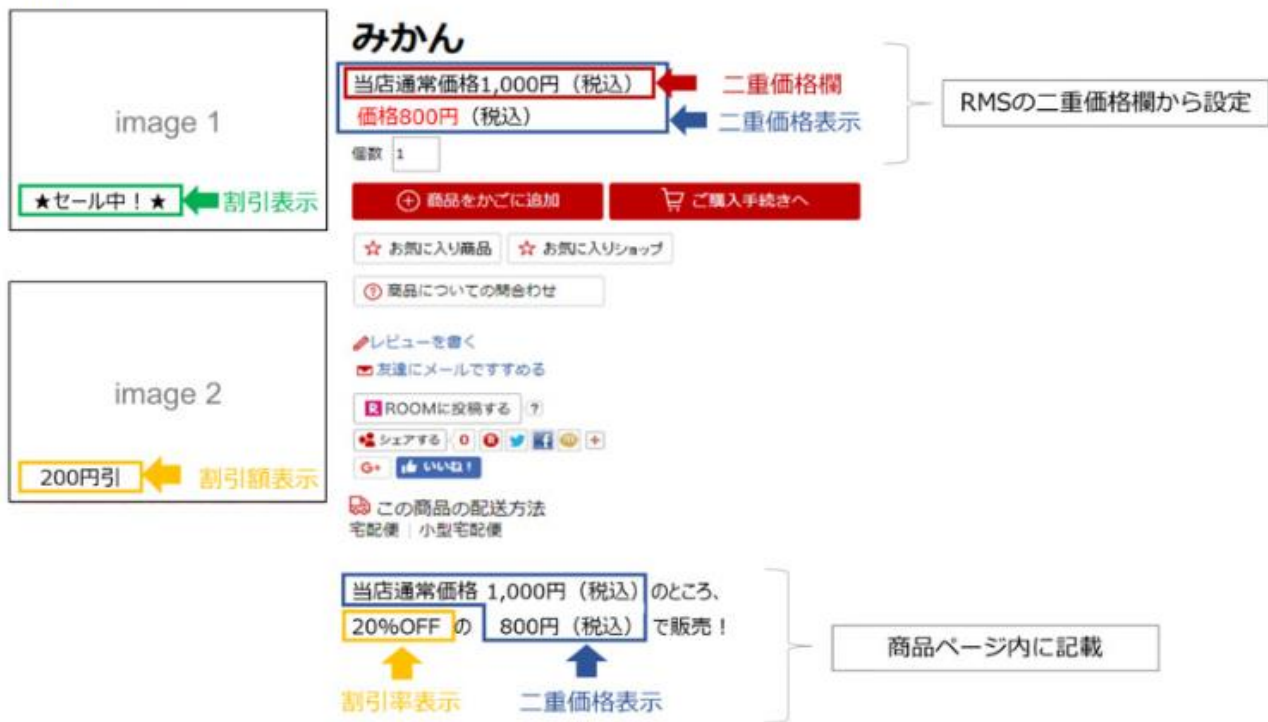 image 1
★セール中！★
割引表示
image 2
200円引
割引額表示
みかん
当店通常価格1,000円（税込）
二重価格欄
価格800円（税込）
二重価格表示
RMSの二重価格欄から設定
個数 1
商品をかごに追加
ご購入手続きへ
お気に入り商品
お気に入りショップ
商品についての問合わせ
レビューを書く
友達にメールですすめる
ROOMに投稿する ?
シェアする 0
G+ いいね！
この商品の配送方法
宅配便 | 小型宅配便
当店通常価格 1,000円（税込）のところ、
20%OFF の 800円（税込）で販売！
割引率表示
二重価格表示
商品ページ内に記載